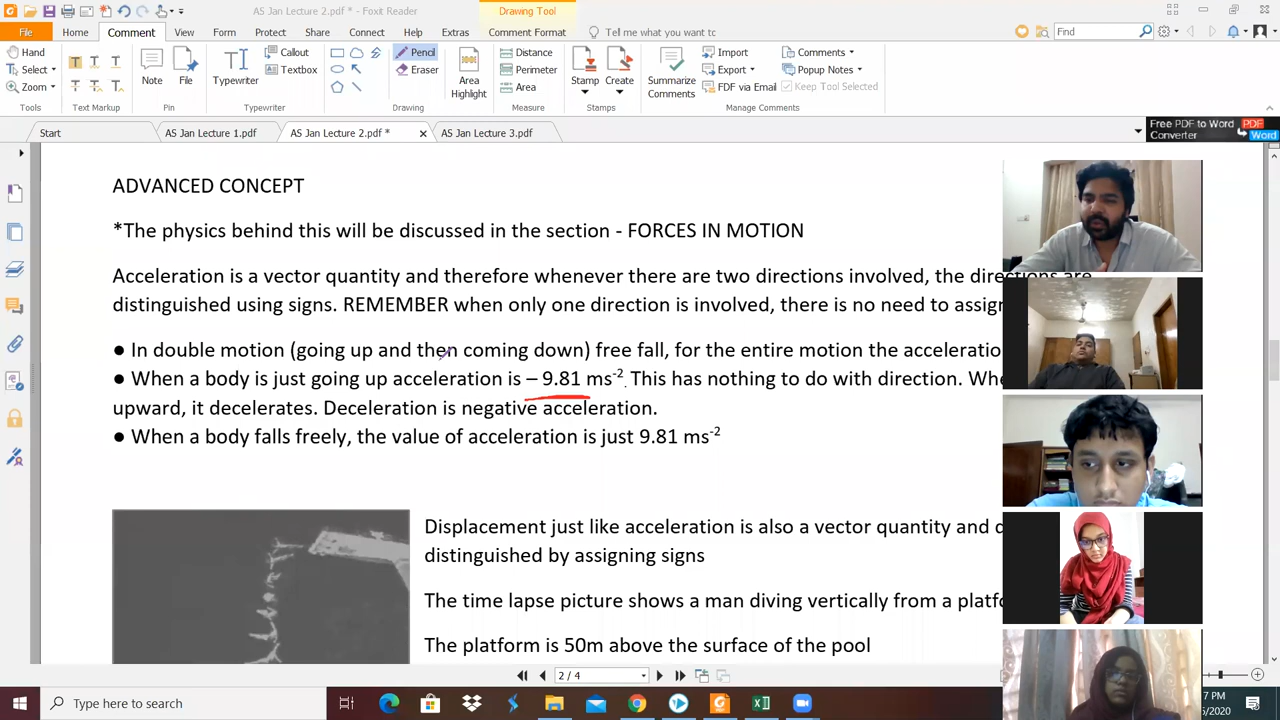 AS Jan Lecture 2.pdf * - Foxit Reader
Drawing Tool
File Home Comment View Form Protect Share Connect Help Extras Comment Format Tell me what you want tc Find
Hand
Select
Zoom
Tools
Text Markup
Note
File
Pin
Typewriter
Callout
Textbox
Typewriter
Pencil
Eraser
Drawing
Area Highlight
Distance
Perimeter
Area
Measure
Stamp
Create
Stamps
Summarize Comments
Import
Export
FDF via Email
Comments
Popup Notes
Keep Tool Selected
Manage Comments
Start AS Jan Lecture 1.pdf AS Jan Lecture 2.pdf * AS Jan Lecture 3.pdf
Free PDF to Word Converter PDF Word
ADVANCED CONCEPT
*The physics behind this will be discussed in the section - FORCES IN MOTION
Acceleration is a vector quantity and therefore whenever there are two directions involved, the directions are
distinguished using signs. REMEMBER when only one direction is involved, there is no need to assign
● In double motion (going up and then coming down) free fall, for the entire motion the acceleratio
● When a body is just going up acceleration is – 9.81 ms-2. This has nothing to do with direction. Whe
upward, it decelerates. Deceleration is negative acceleration.
● When a body falls freely, the value of acceleration is just 9.81 ms-2
Displacement just like acceleration is also a vector quantity and d
distinguished by assigning signs
The time lapse picture shows a man diving vertically from a platfo
The platform is 50m above the surface of the pool
2 / 4
Type here to search
7 PM
/2020